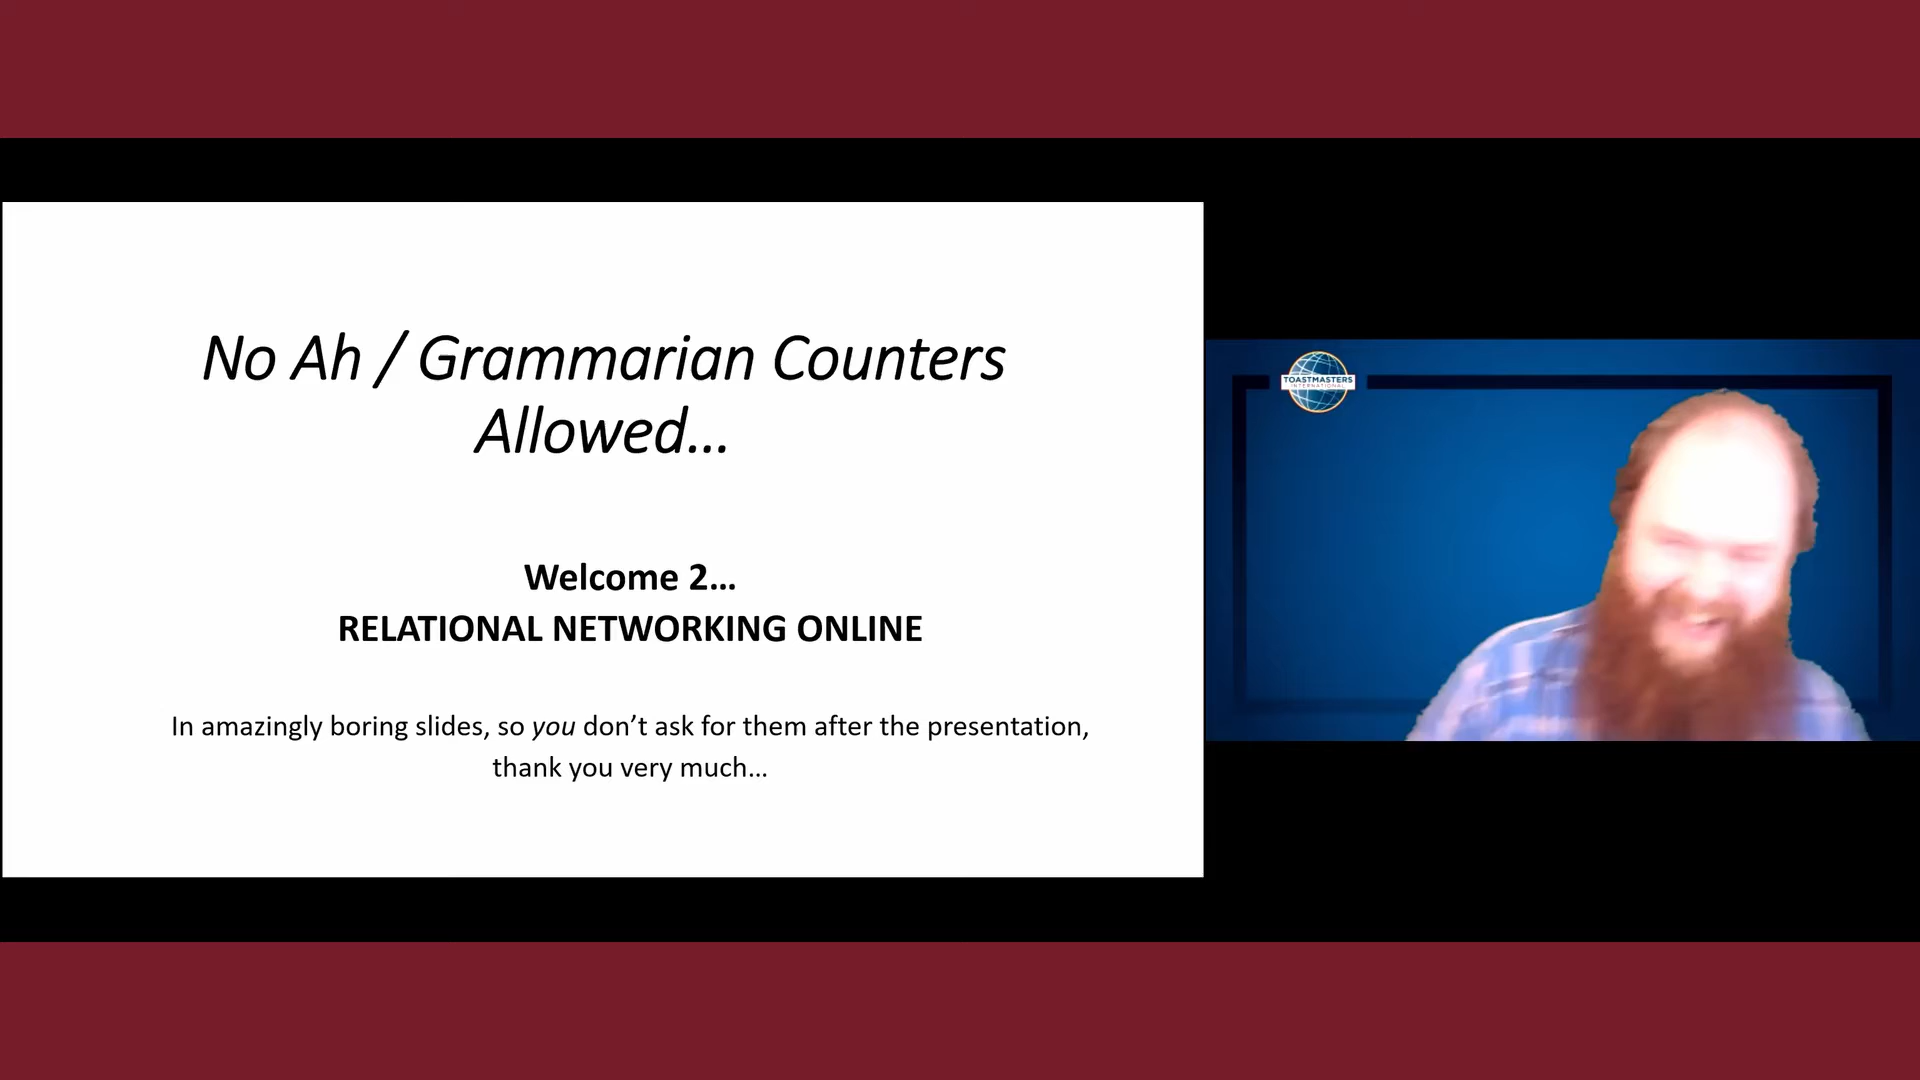 No Ah / Grammarian Counters
Allowed…
Welcome 2…
RELATIONAL NETWORKING ONLINE
In amazingly boring slides, so you don’t ask for them after the presentation,
thank you very much…
TOASTMASTERS
INTERNATIONAL